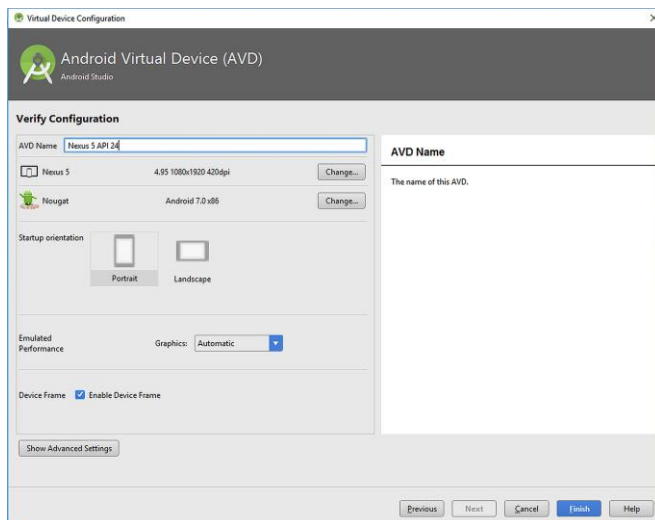 Virtual Device Configuration
Android Virtual Device (AVD)
Android Studio
Verify Configuration
AVD Name Nexus 5 API 24
Nexus 5 4.95 1080x1920 420dpi Change...
Nougat Android 7.0 x86 Change...
Startup orientation
Portrait Landscape
Emulated
Performance
Graphics: Automatic
Device Frame Enable Device Frame
Show Advanced Settings
AVD Name
The name of this AVD.
Previous Next Cancel Finish Help